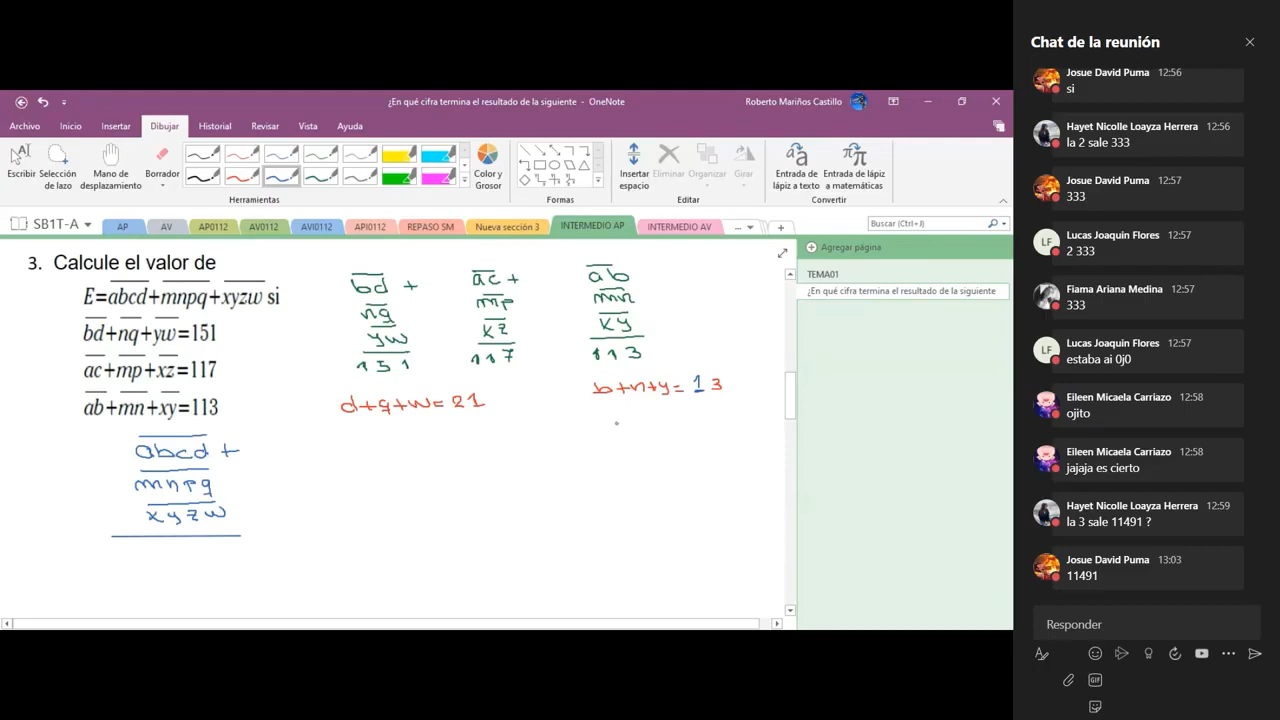 ¿En qué cifra termina el resultado de la siguiente - OneNote
Roberto Mariños Castillo
Archivo Inicio Insertar Dibujar Historial Revisar Vista Ayuda
Escribir
Selección de lazo
Mano de desplazamiento
Borrador
Color y Grosor
Insertar espacio
Eliminar
Organizar
Girar
Entrada de lápiz a texto
Entrada de lápiz a matemáticas
Herramientas Formas Editar Convertir
SB1T-A AP AV AP0112 AV0112 AVI0112 API0112 REPASO SM Nueva sección 3 INTERMEDIO AP INTERMEDIO AV ... +
Buscar (Ctrl+J)
3. Calcule el valor de
E=abcd+mnpq+xyzw si
bd+nq+yw=151
ac+mp+xz=117
ab+mn+xy=113
abcd +
mnpq
xyzw
bd +
nq
yw
151
d+q+w=21
ac+
mp
xz
117
ab
mn
xy
113
b+n+y=13
Agregar página
TEMA01
¿En qué cifra termina el resultado de la siguiente
Chat de la reunión
Josue David Puma 12:56
si
Hayet Nicolle Loayza Herrera 12:56
la 2 sale 333
Josue David Puma 12:57
333
LF
Lucas Joaquin Flores 12:57
2 333
Fiama Ariana Medina 12:57
333
LF
Lucas Joaquin Flores 12:57
estaba ai 0j0
Eileen Micaela Carriazo 12:58
ojito
Eileen Micaela Carriazo 12:58
jajaja es cierto
Hayet Nicolle Loayza Herrera 12:59
la 3 sale 11491 ?
Josue David Puma 13:03
11491
Responder
GIF